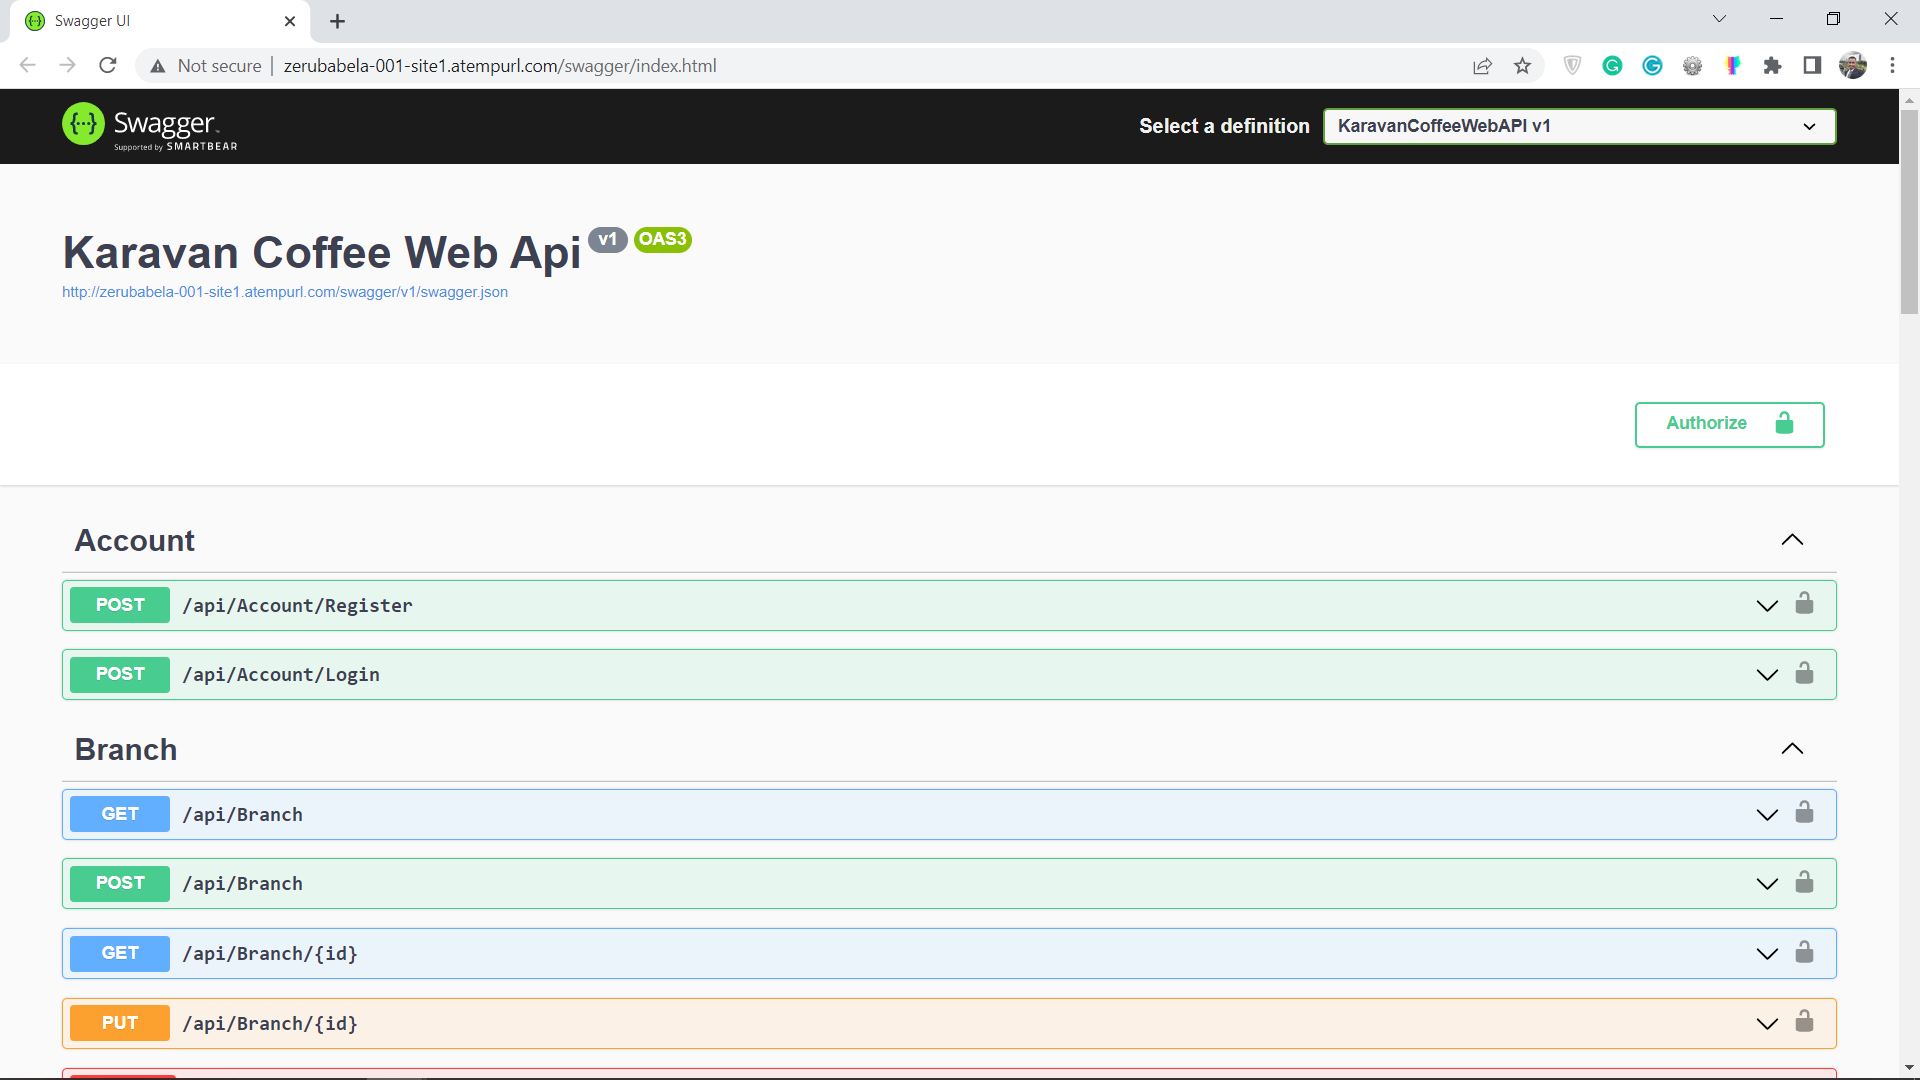 Swagger UI
Not secure
zerubabela-001-site1.atempurl.com/swagger/index.html
Swagger
Supported by SMARTBEAR
Select a definition
KaravanCoffeeWebAPI v1
Karavan Coffee Web Api v1 OAS3
http://zerubabela-001-site1.atempurl.com/swagger/v1/swagger.json
Authorize
Account
POST /api/Account/Register
POST /api/Account/Login
Branch
GET /api/Branch
POST /api/Branch
GET /api/Branch/{id}
PUT /api/Branch/{id}